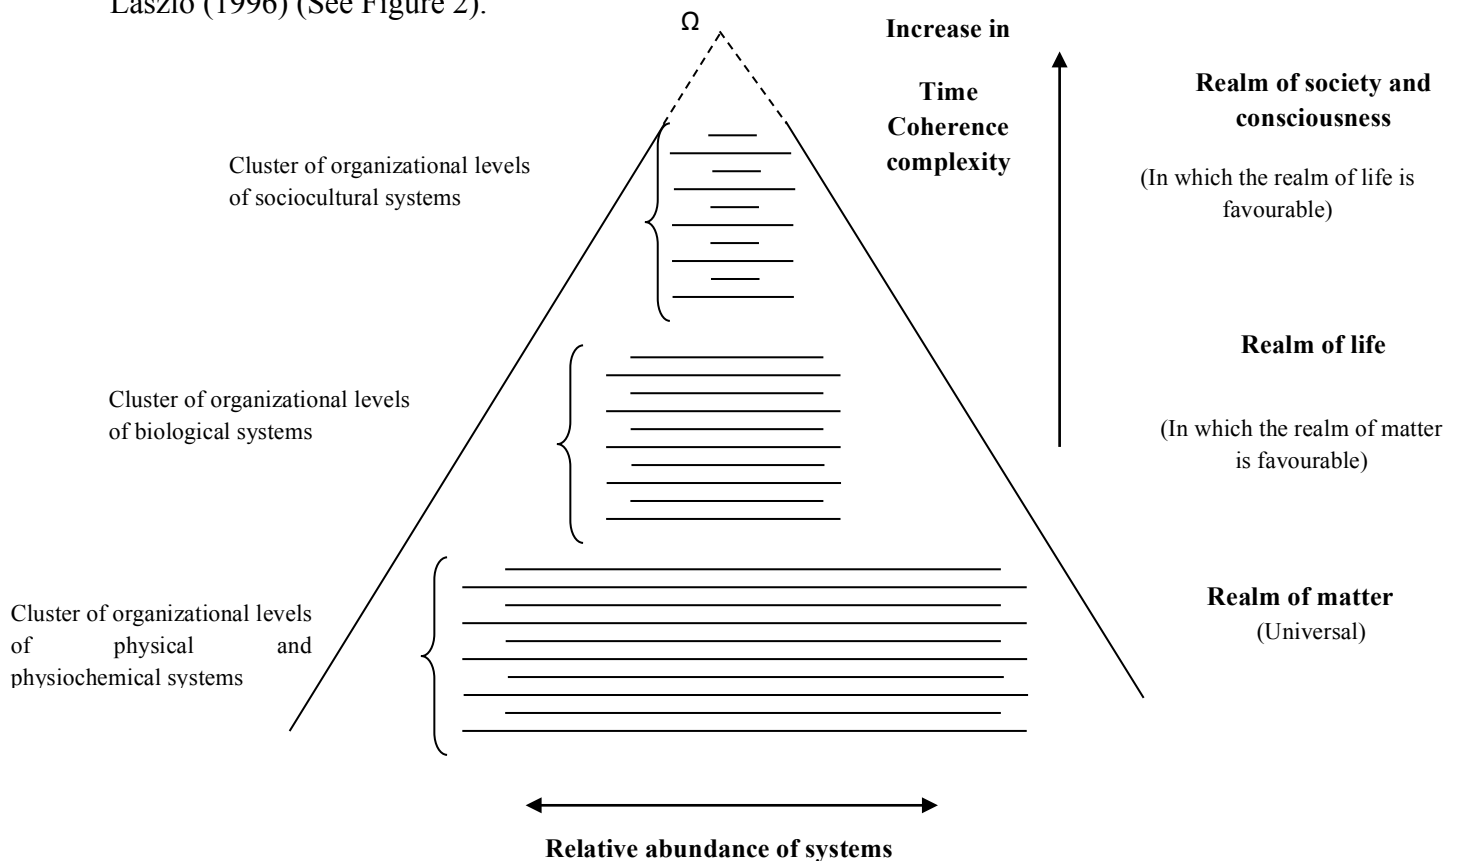 Laszlo (1996) (See Figure 2).
Ω
Increase in
Time
Coherence
complexity
Realm of society and
consciousness
(In which the realm of life is
favourable)
Cluster of organizational levels
of sociocultural systems
Realm of life
(In which the realm of matter
is favourable)
Cluster of organizational levels
of biological systems
Realm of matter
(Universal)
Cluster of organizational levels
of physical and
physiochemical systems
Relative abundance of systems